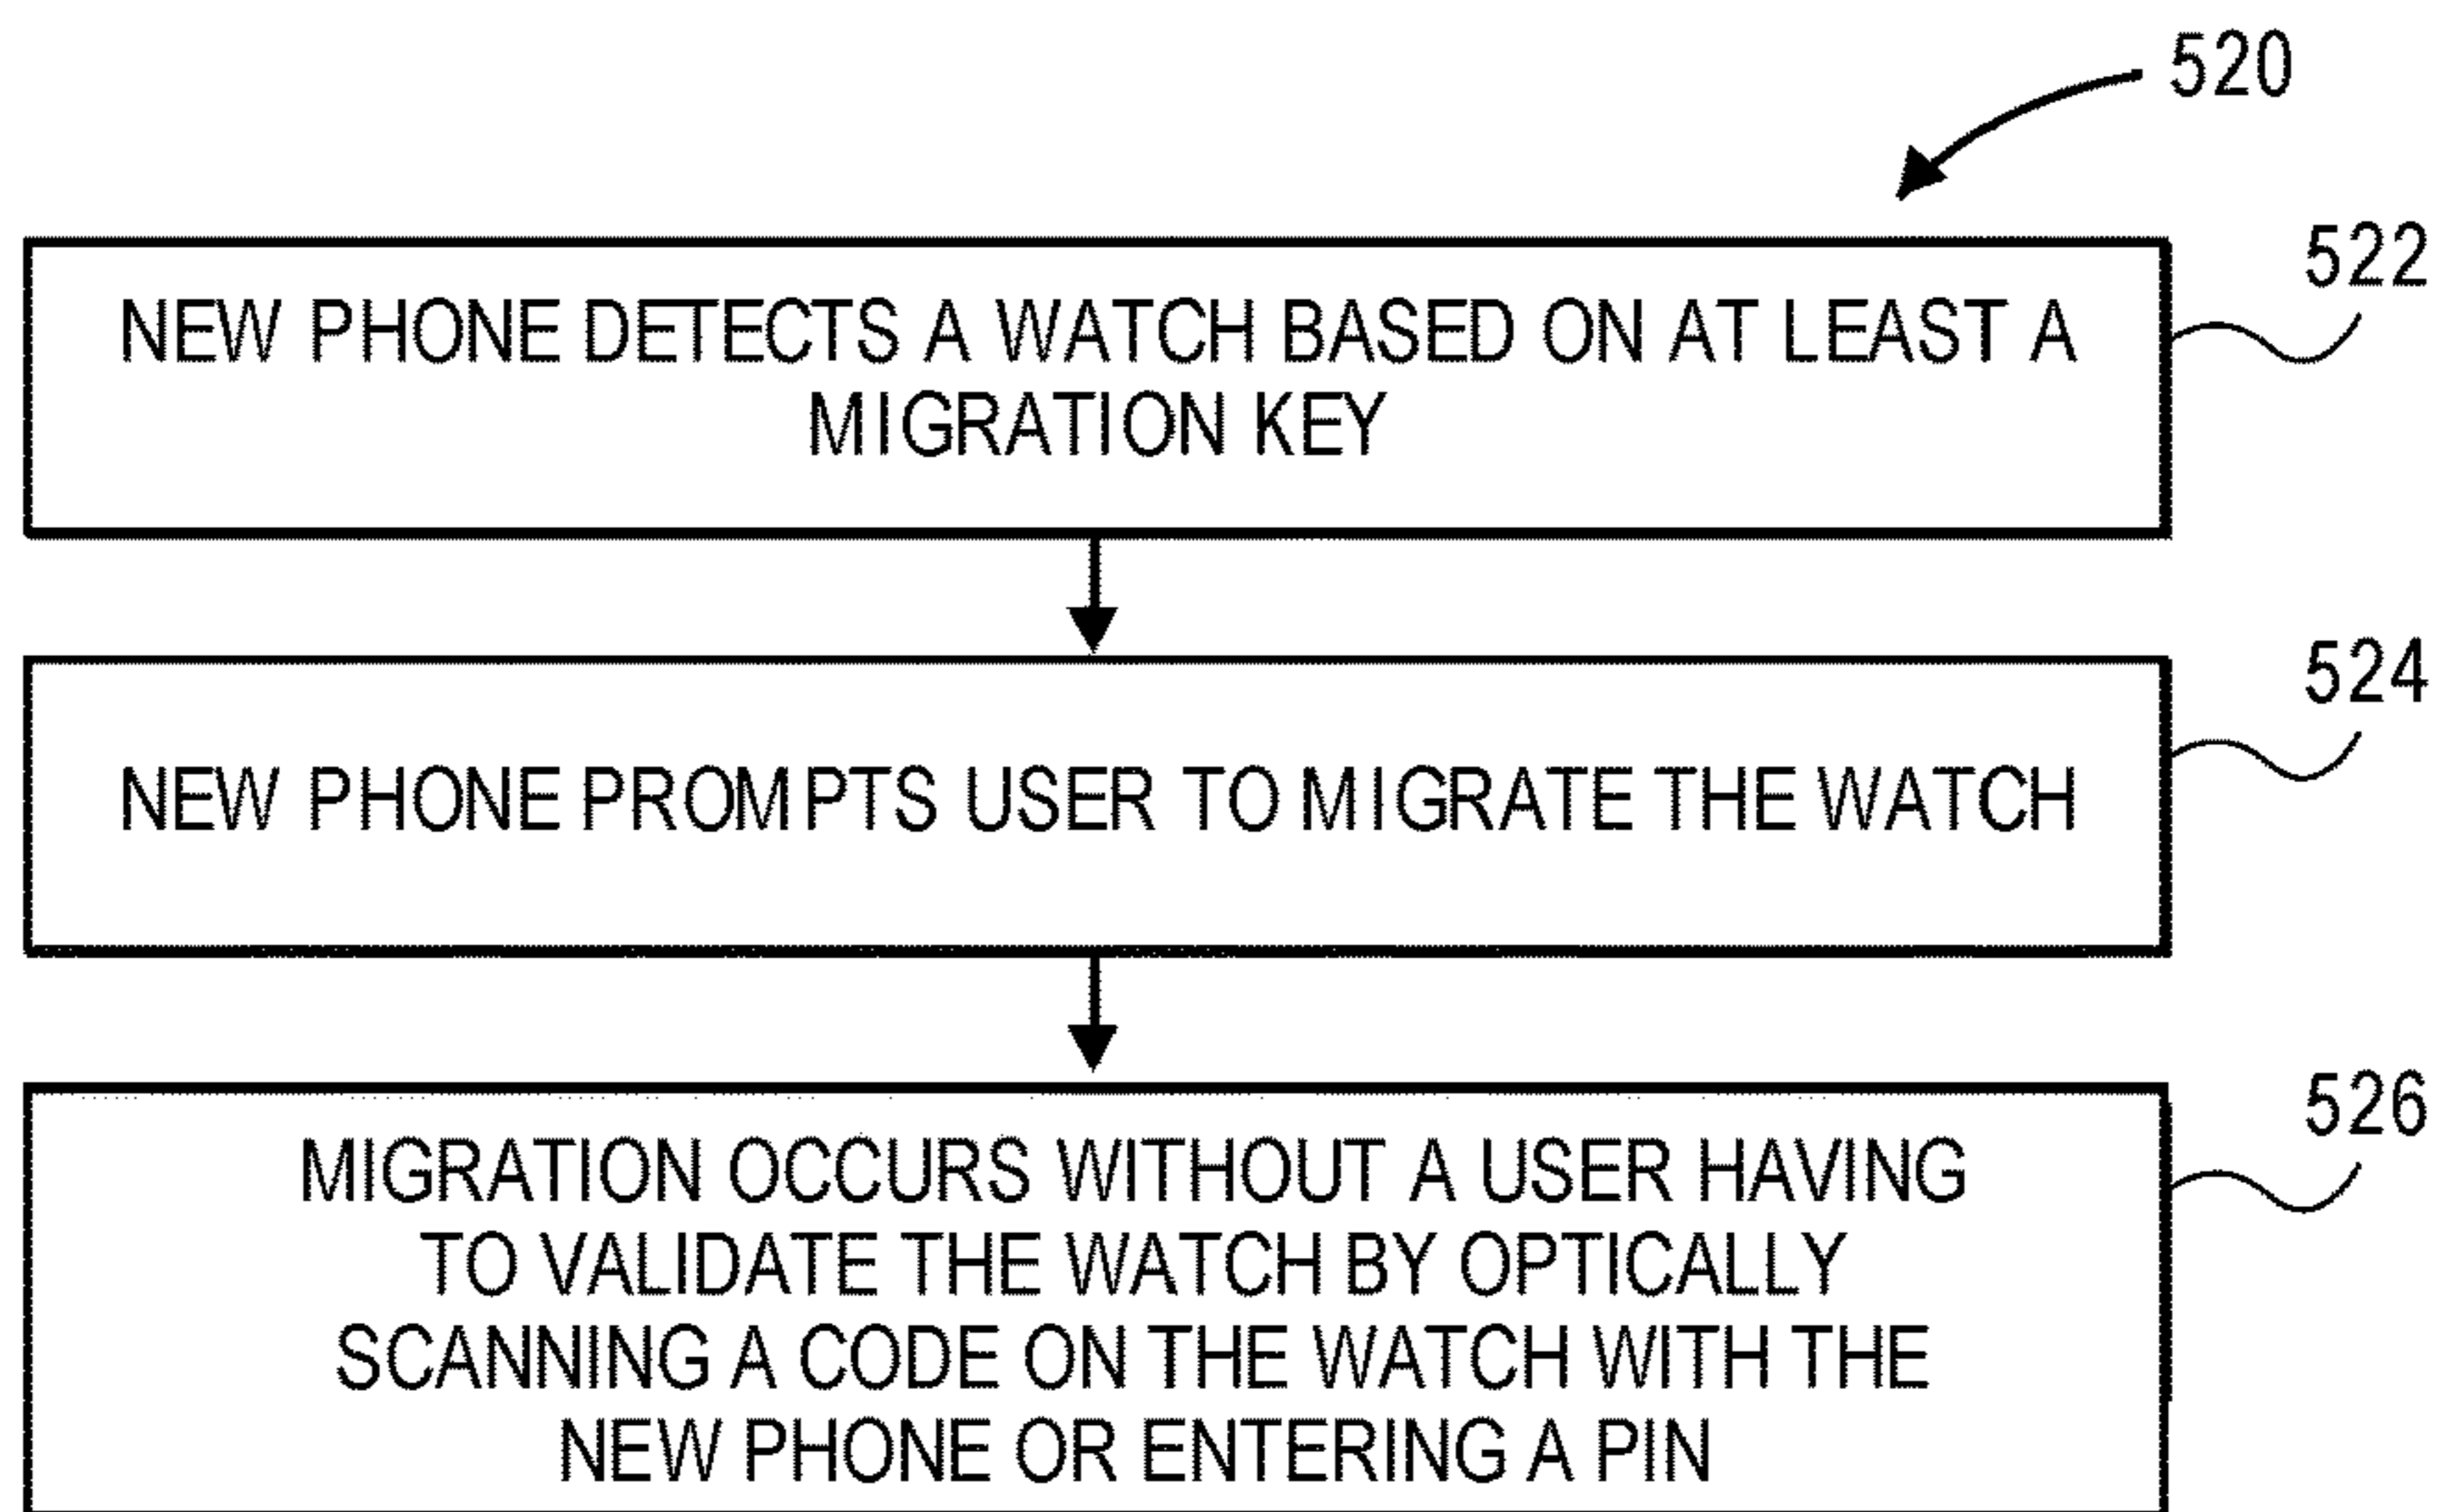 520
522
NEW PHONE DETECTS A WATCH BASED ON AT LEAST A
MIGRATION KEY
524
NEW PHONE PROMPTS USER TO MIGRATE THE WATCH
526
MIGRATION OCCURS WITHOUT A USER HAVING
TO VALIDATE THE WATCH BY OPTICALLY
SCANNING A CODE ON THE WATCH WITH THE
NEW PHONE OR ENTERING A PIN